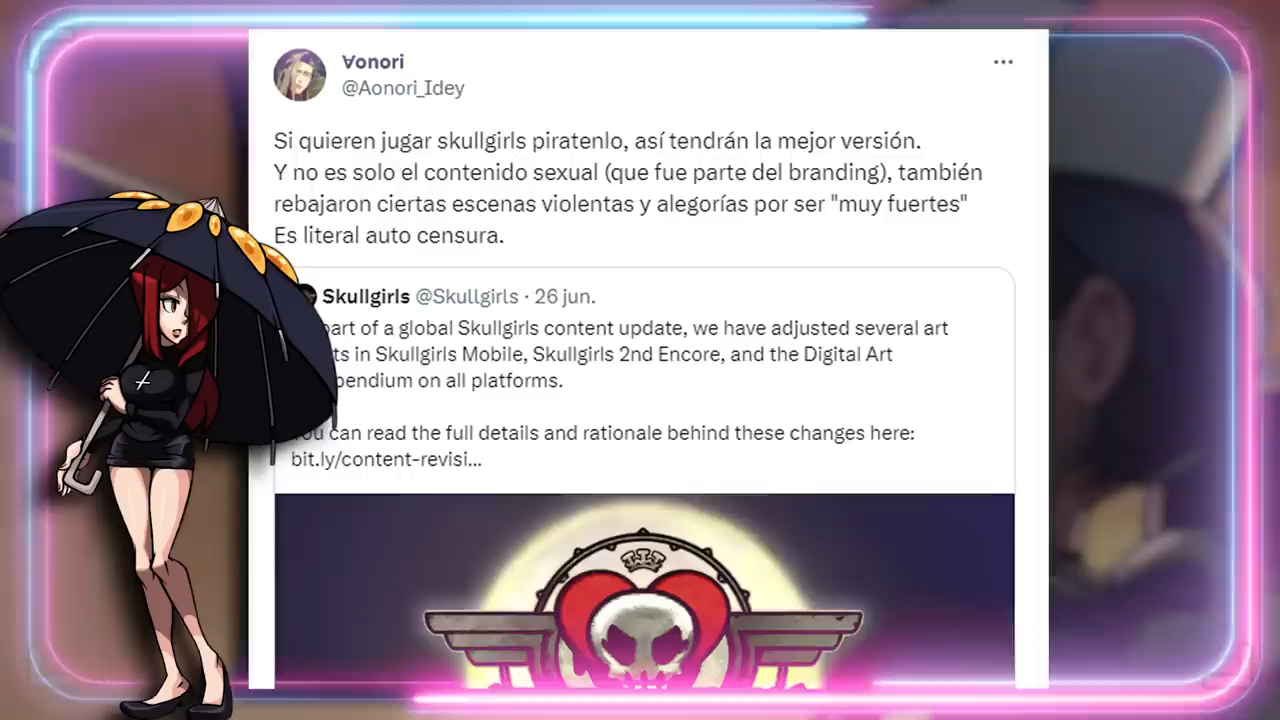 ∀onori
@Aonori_Idey
Si quieren jugar skullgirls piratenlo, así tendrán la mejor versión.
Y no es solo el contenido sexual (que fue parte del branding), también
rebajaron ciertas escenas violentas y alegorías por ser "muy fuertes"
Es literal auto censura.
Skullgirls @Skullgirls · 26 jun.
part of a global Skullgirls content update, we have adjusted several art
in Skullgirls Mobile, Skullgirls 2nd Encore, and the Digital Art
on all platforms.
can read the full details and rationale behind these changes here:
bit.ly/content-revisi...